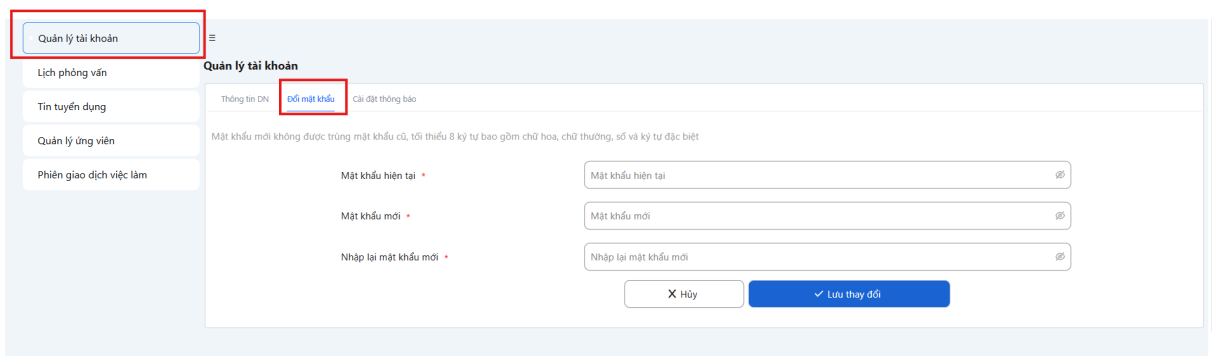 Quản lý tài khoản
Lịch phỏng vấn
Tin tuyển dụng
Quản lý ứng viên
Phiên giao dịch việc làm
Quản lý tài khoản
Thông tin DN Đổi mật khẩu Cài đặt thông báo
Mật khẩu mới không được trùng mật khẩu cũ, tối thiểu 8 ký tự bao gồm chữ hoa, chữ thường, số và ký tự đặc biệt
Mật khẩu hiện tại * Mật khẩu hiện tại
Mật khẩu mới * Mật khẩu mới
Nhập lại mật khẩu mới * Nhập lại mật khẩu mới
X Hủy ✓ Lưu thay đổi